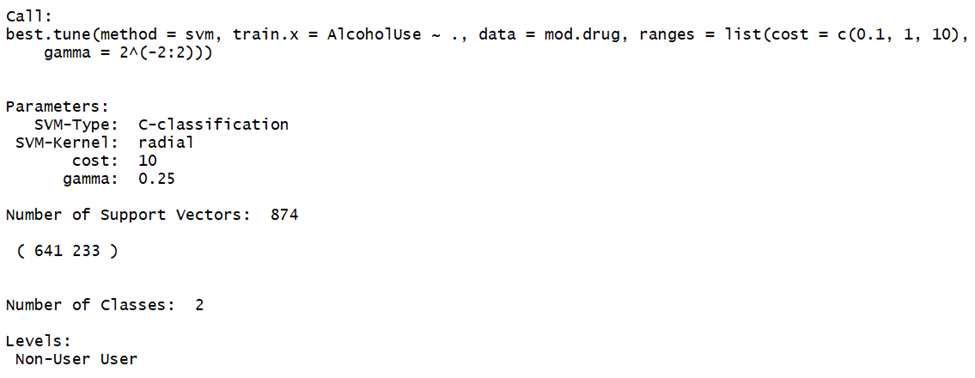 Call:
best.tune(method = svm, train.x = AlcoholUse ~ ., data = mod.drug, ranges = list(cost = c(0.1, 1, 10),
    gamma = 2^(-2:2)))
Parameters:
   SVM-Type:  C-classification
 SVM-Kernel:  radial
       cost:  10
      gamma:  0.25
Number of Support Vectors:  874
 ( 641 233 )
Number of Classes:  2
Levels:
 Non-User User